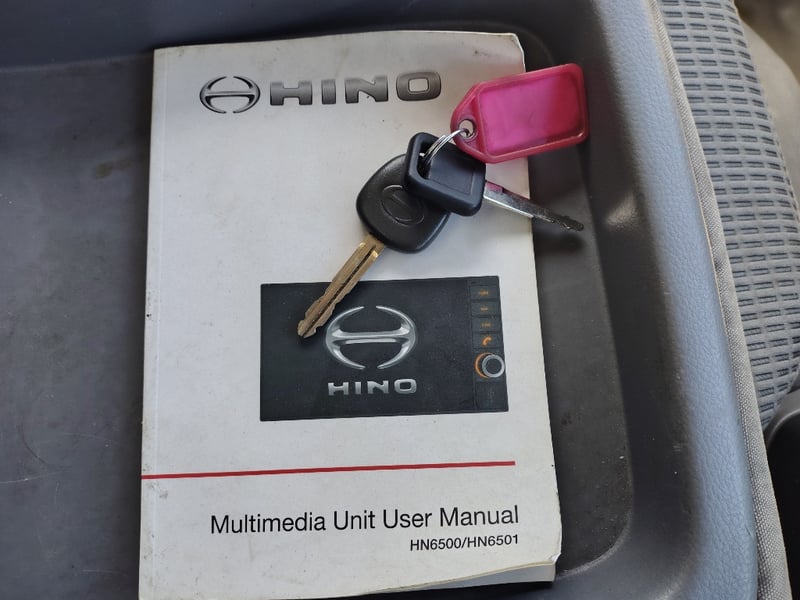 HINO
HINO
Multimedia Unit User Manual
HN6500/HN6501